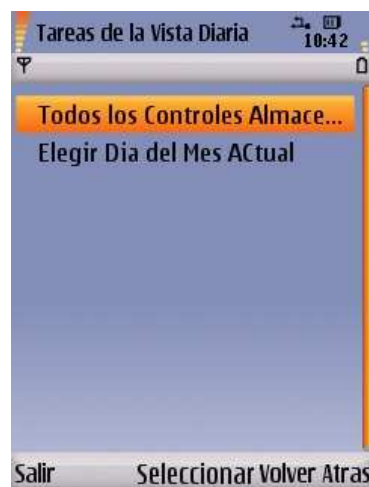 Tareas de la Vista Diaria
10:42
Todos los Controles Almace...
Elegir Dia del Mes ACtual
Salir Seleccionar Volver Atras